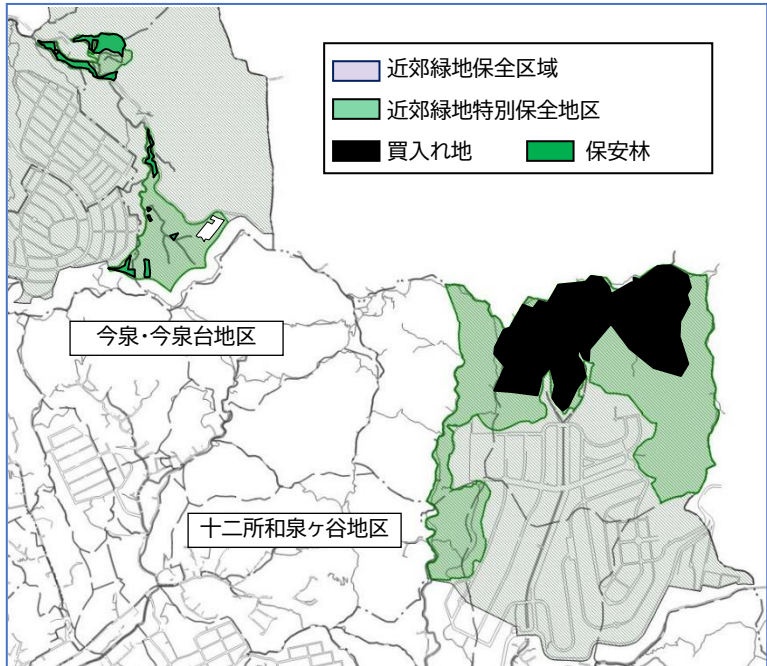 近郊緑地保全区域
近郊緑地特別保全地区
買入れ地 保安林
今泉・今泉台地区
十二所和泉ヶ谷地区